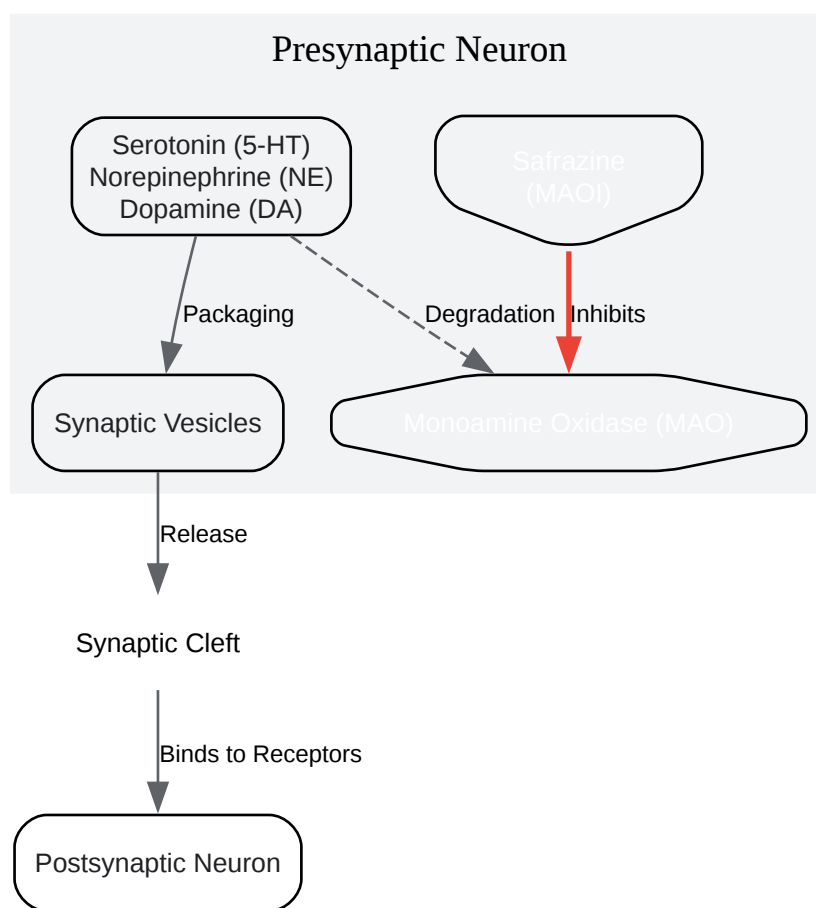 Presynaptic Neuron
Serotonin (5-HT)
Norepinephrine (NE)
Dopamine (DA)
Safrazine
(MAOI)
Packaging
Degradation
Inhibits
Synaptic Vesicles
Monoamine Oxidase (MAO)
Release
Synaptic Cleft
Binds to Receptors
Postsynaptic Neuron